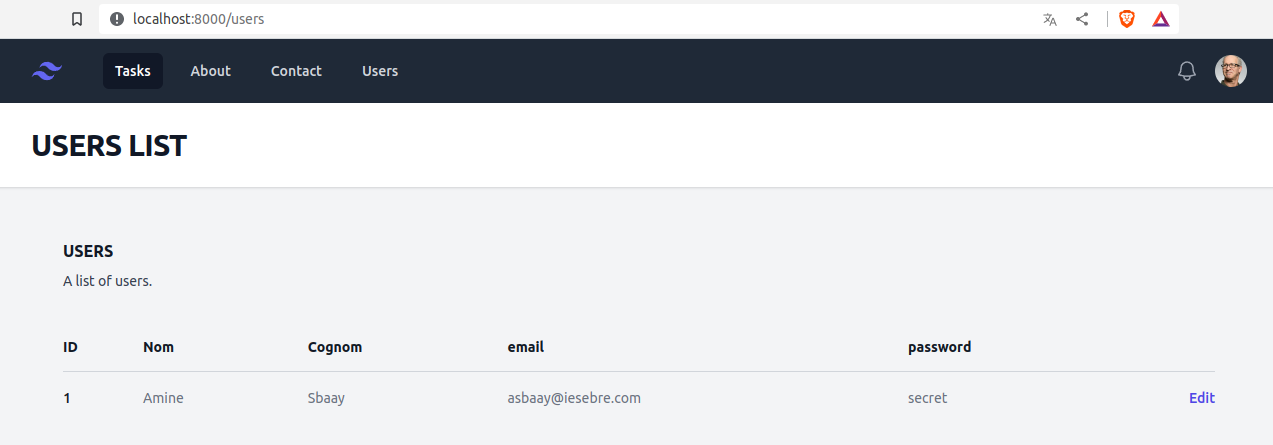 localhost:8000/users
Tasks About Contact Users
USERS LIST
USERS
A list of users.
ID Nom Cognom email password
1 Amine Sbaay asbaay@iesebre.com secret Edit